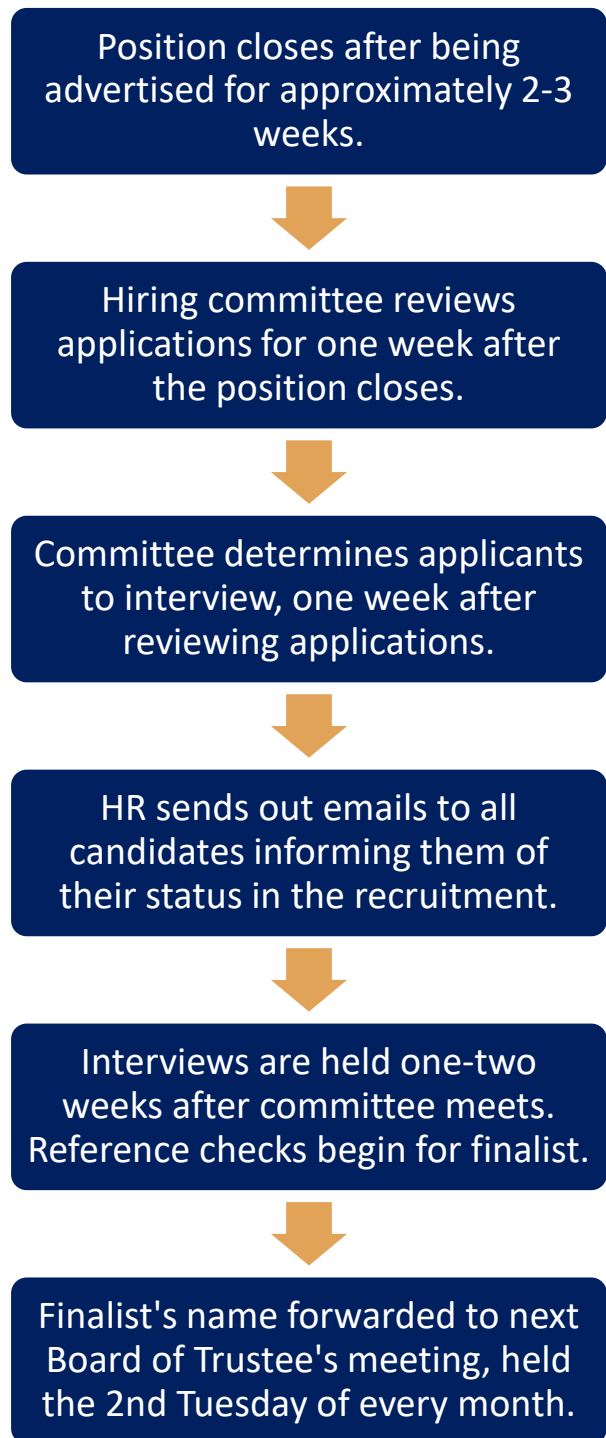 Position closes after being
advertised for approximately 2-3
weeks.
Hiring committee reviews
applications for one week after
the position closes.
Committee determines applicants
to interview, one week after
reviewing applications.
HR sends out emails to all
candidates informing them of
their status in the recruitment.
Interviews are held one-two
weeks after committee meets.
Reference checks begin for finalist.
Finalist's name forwarded to next
Board of Trustee's meeting, held
the 2nd Tuesday of every month.